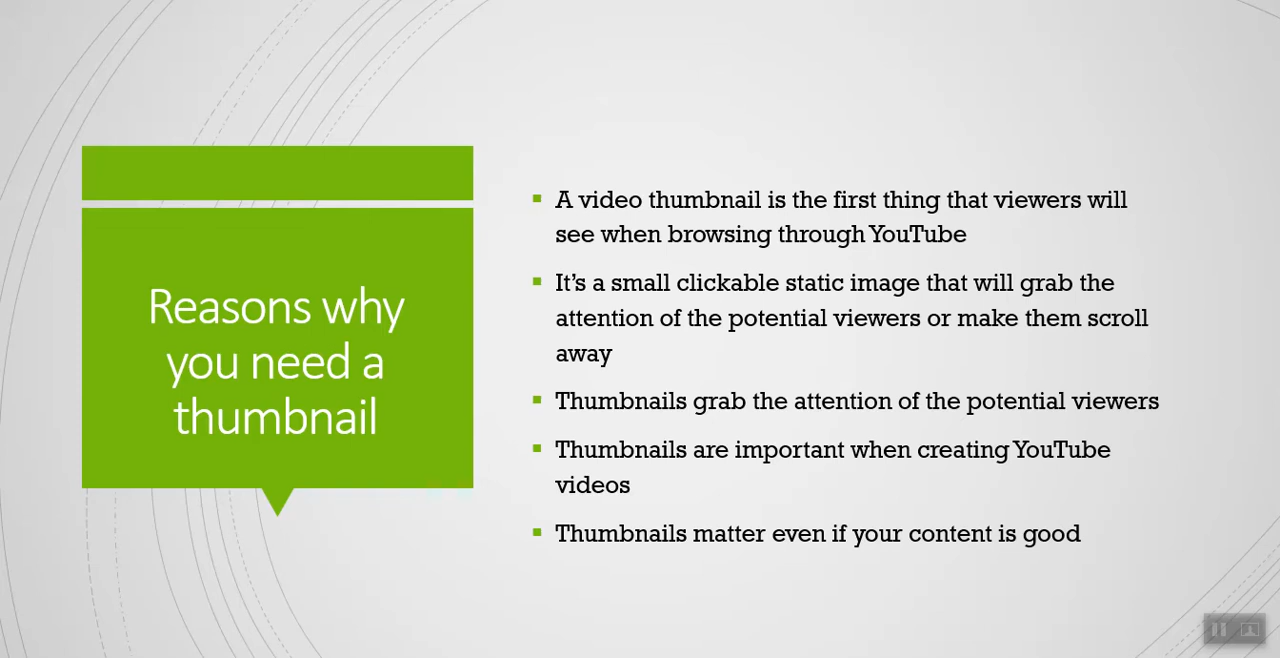 Reasons why
you need a
thumbnail
A video thumbnail is the first thing that viewers will
see when browsing through YouTube
It's a small clickable static image that will grab the
attention of the potential viewers or make them scroll
away
Thumbnails grab the attention of the potential viewers
Thumbnails are important when creating YouTube
videos
Thumbnails matter even if your content is good